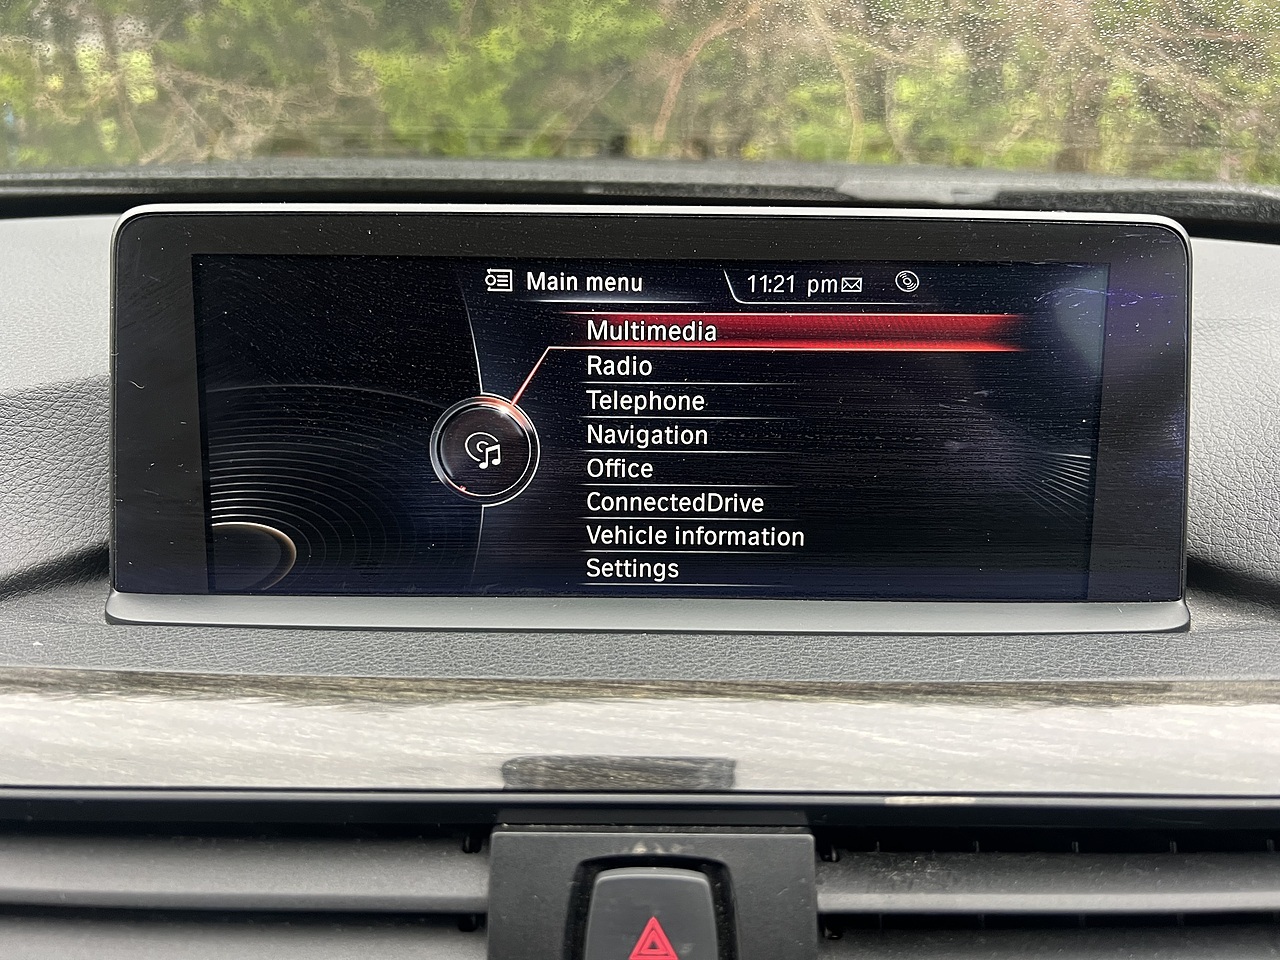 Main menu 11:21 pm
Multimedia
Radio
Telephone
Navigation
Office
ConnectedDrive
Vehicle information
Settings